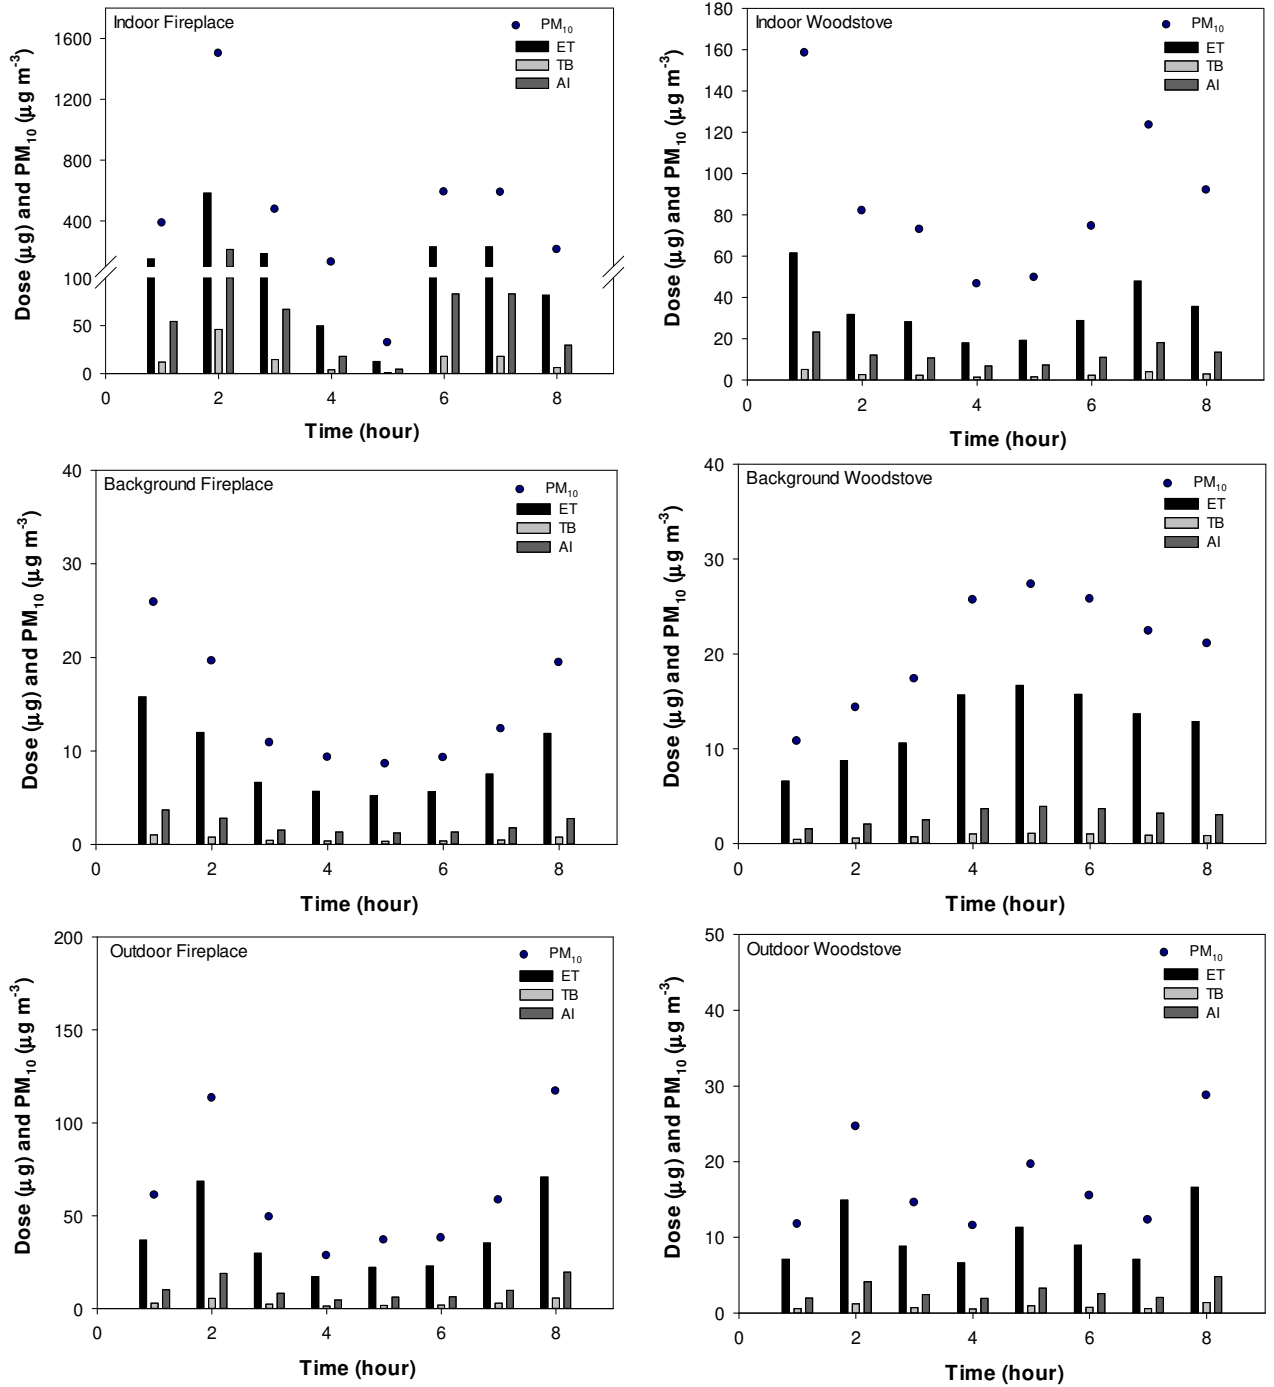 Indoor Fireplace
PM10
ET
TB
AI
1600
1200
800
400
100
50
0
0
2
4
6
8
Time (hour)
Dose (μg) and PM10 (μg m-3)
Indoor Woodstove
PM10
ET
TB
AI
180
160
140
120
100
80
60
40
20
0
0
2
4
6
8
Time (hour)
Dose (μg) and PM10 (μg m-3)
Background Fireplace
PM10
ET
TB
AI
40
30
20
10
0
0
2
4
6
8
Time (hour)
Dose (μg) and PM10 (μg m-3)
Background Woodstove
PM10
ET
TB
AI
40
30
20
10
0
0
2
4
6
8
Time (hour)
Dose (μg) and PM10 (μg m-3)
Outdoor Fireplace
PM10
ET
TB
AI
200
150
100
50
0
0
2
4
6
8
Time (hour)
Dose (μg) and PM10 (μg m-3)
Outdoor Woodstove
PM10
ET
TB
AI
50
40
30
20
10
0
0
2
4
6
8
Time (hour)
Dose (μg) and PM10 (μg m-3)